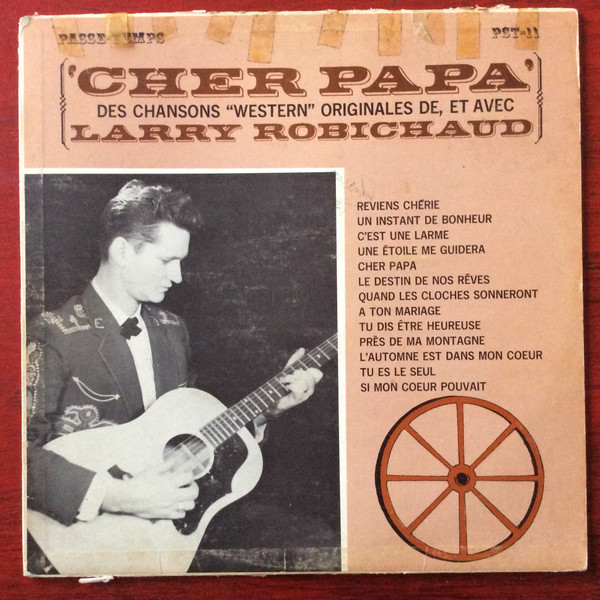 PASSE-TEMPS
PST-11
'CHER PAPA'
DES CHANSONS "WESTERN" ORIGINALES DE, ET AVEC
LARRY ROBICHAUD
REVIENS CHÉRIE
UN INSTANT DE BONHEUR
C'EST UNE LARME
UNE ÉTOILE ME GUIDERA
CHER PAPA
LE DESTIN DE NOS RÊVES
QUAND LES CLOCHES SONNERONT
A TON MARIAGE
TU DIS ÊTRE HEUREUSE
PRÈS DE MA MONTAGNE
L'AUTOMNE EST DANS MON COEUR
TU ES LE SEUL
SI MON COEUR POUVAIT